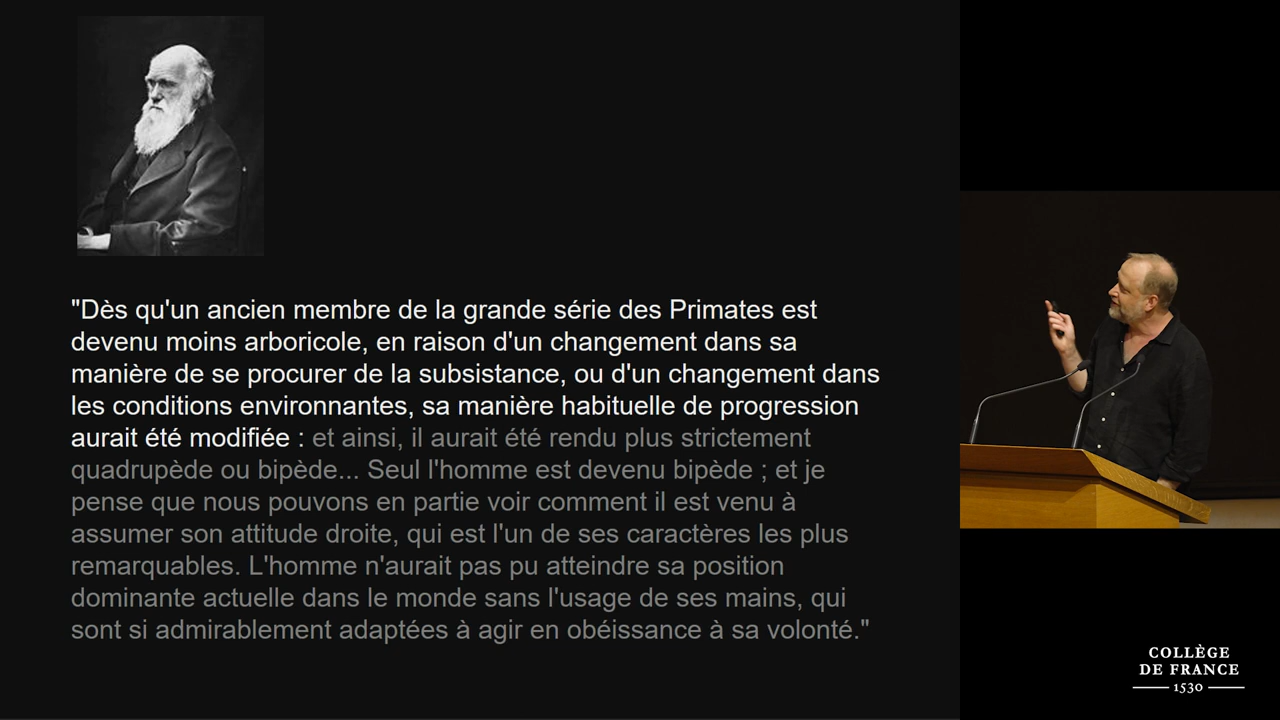 "Dès qu'un ancien membre de la grande série des Primates est
devenu moins arboricole, en raison d'un changement dans sa
manière de se procurer de la subsistance, ou d'un changement dans
les conditions environnantes, sa manière habituelle de progression
aurait été modifiée : et ainsi, il aurait été rendu plus strictement
quadrupède ou bipède... Seul l'homme est devenu bipède ; et je
pense que nous pouvons en partie voir comment il est venu à
assumer son attitude droite, qui est l'un de ses caractères les plus
remarquables. L'homme n'aurait pas pu atteindre sa position
dominante actuelle dans le monde sans l'usage de ses mains, qui
sont si admirablement adaptées à agir en obéissance à sa volonté."
COLLÈGE
DE FRANCE
1530